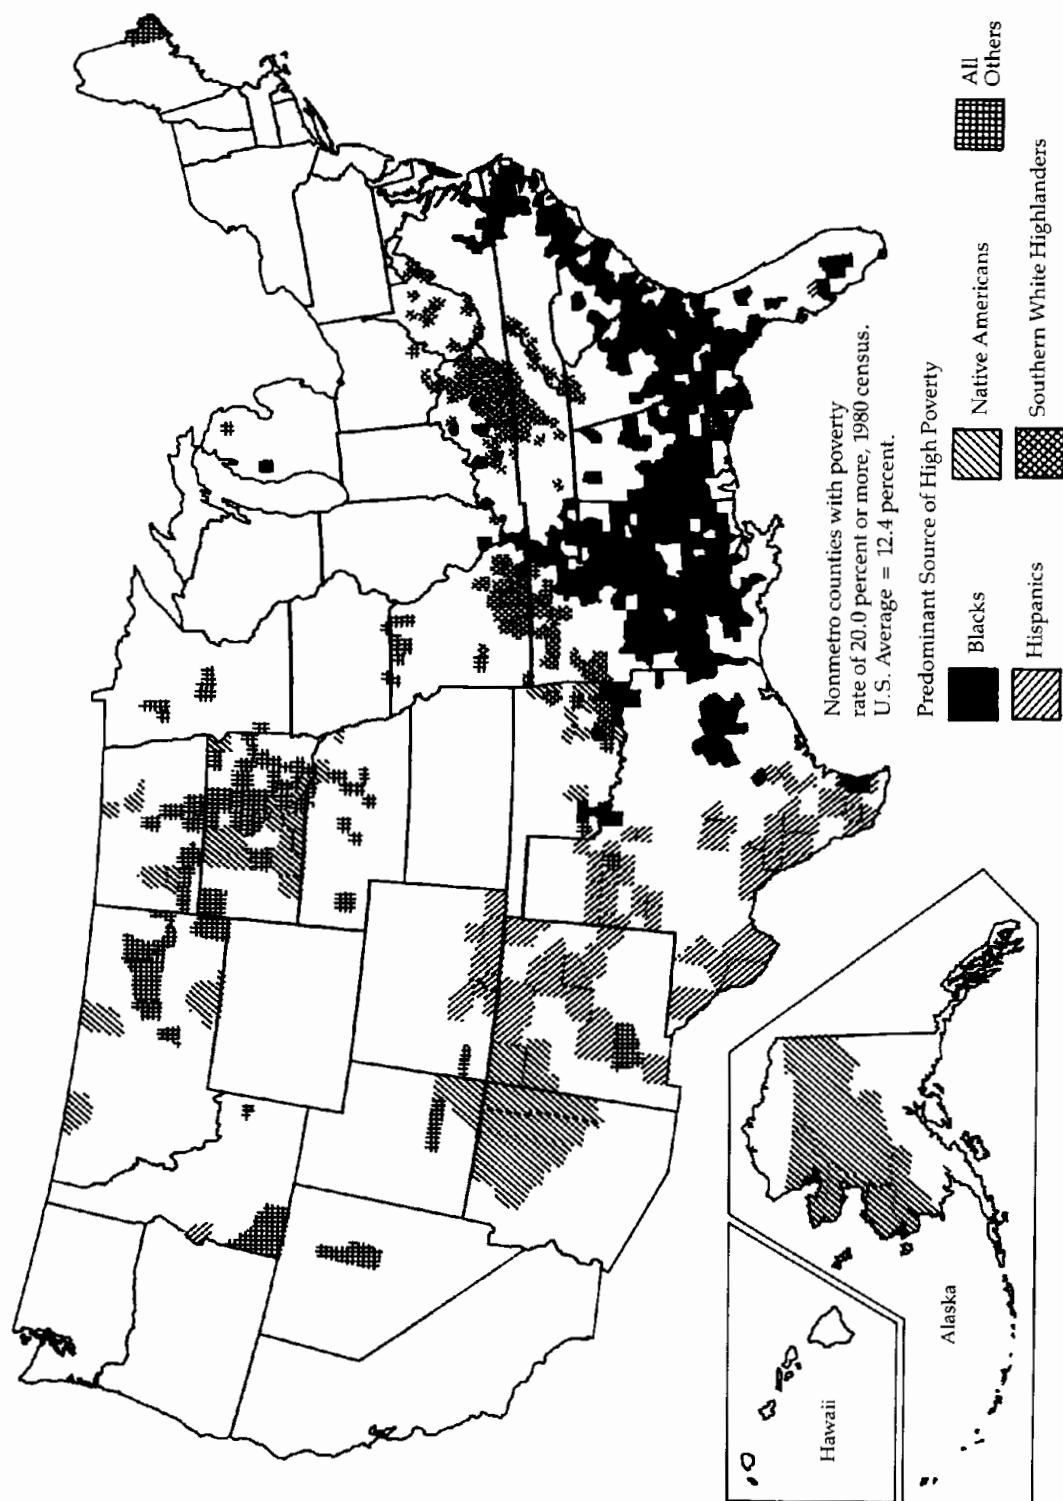 Nonmetro counties with poverty
rate of 20.0 percent or more, 1980 census.
U.S. Average = 12.4 percent.
Predominant Source of High Poverty
Blacks
Native Americans
All
Others
Hispanics
Southern White Highlanders
Hawaii
Alaska